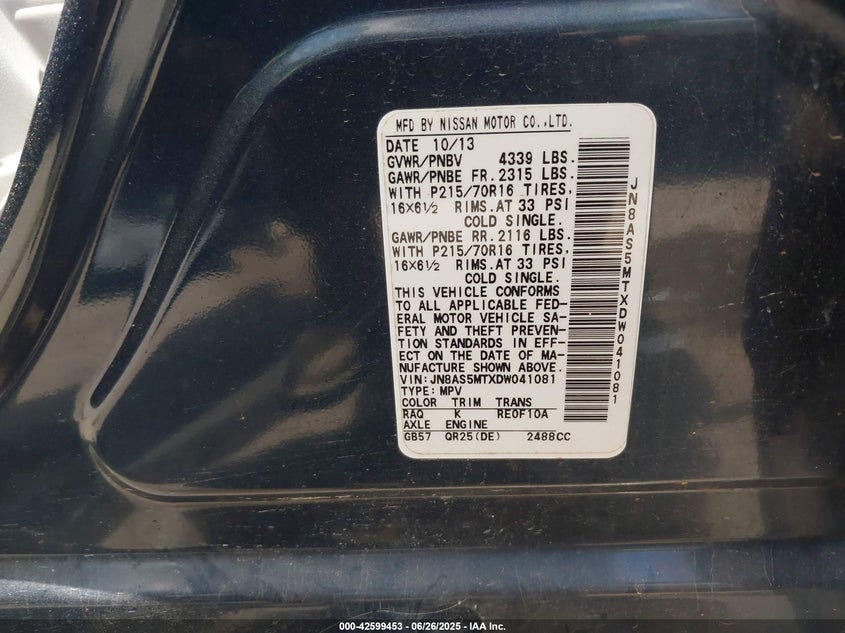 MFD BY NISSAN MOTOR CO.,LTD.
DATE 10/13
GVWR/PNBV 4339 LBS.
GAWR/PNBE FR. 2315 LBS.
WITH P215/70R16 TIRES,
16×6½ RIMS.AT 33 PSI
COLD SINGLE.
GAWR/PNBE RR. 2116 LBS.
WITH P215/70R16 TIRES,
16×6½ RIMS.AT 33 PSI
COLD SINGLE.
THIS VEHICLE CONFORMS
TO ALL APPLICABLE FED-
ERAL MOTOR VEHICLE SA-
FETY AND THEFT PREVEN-
TION STANDARDS IN EFF-
ECT ON THE DATE OF MA-
NUFACTURE SHOWN ABOVE.
VIN:JN8AS5MTXDW041081
TYPE:MPV
COLOR TRIM TRANS
RAQ K RE0F10A
AXLE ENGINE
GB57 QR25(DE) 2488CC
JN8AS5MTXDW041081
000-42599453 - 06/26/2025 - IAA Inc.